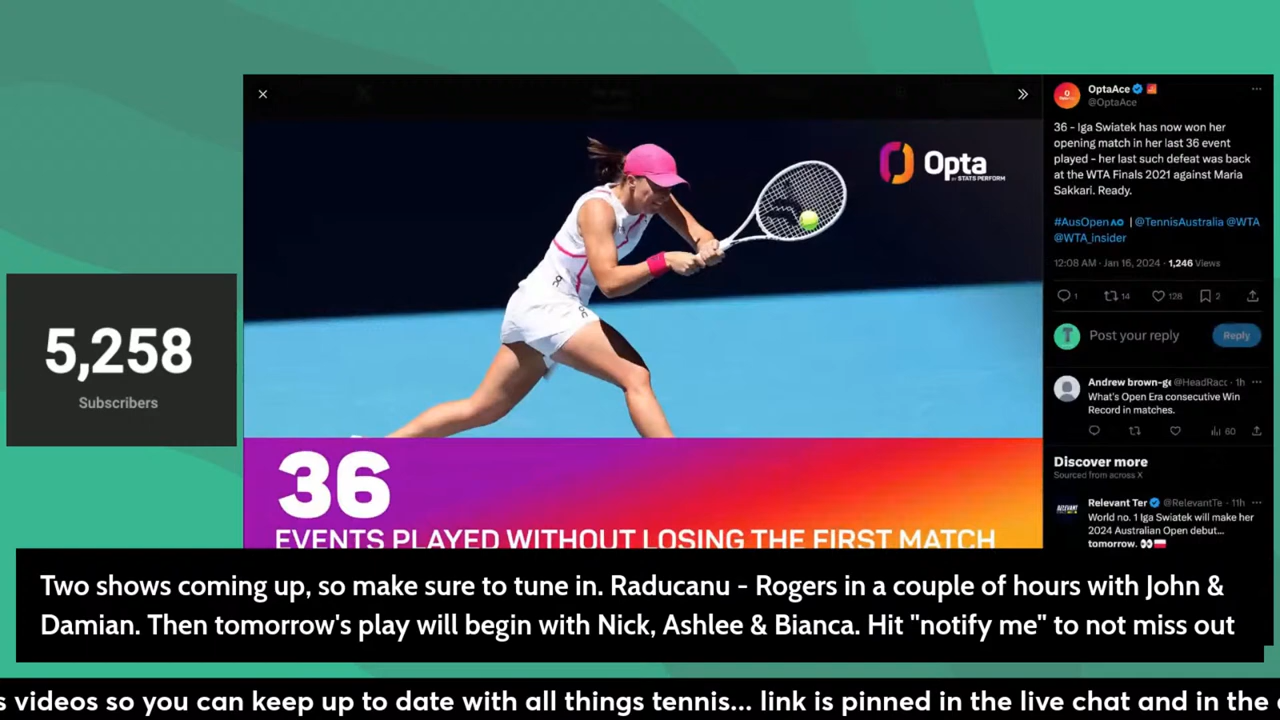 5,258
Subscribers
Opta
BY STATS PERFORM
36
EVENTS PLAYED WITHOUT LOSING THE FIRST MATCH
OptaAce
@OptaAce
36 - Iga Swiatek has now won her
opening match in her last 36 event
played - her last such defeat was back
at the WTA Finals 2021 against Maria
Sakkari. Ready.
#AusOpen AO | @TennisAustralia @WTA
@WTA_insider
12:08 AM · Jan 16, 2024 · 1,246 Views
1 14 128 2
Post your reply
Reply
Andrew brown-ge @HeadRacc · 1h
What's Open Era consecutive Win
Record in matches.
60
Discover more
Sourced from across X
RELEVANT
Relevant Ter @RelevantTe · 11h
World no. 1 Iga Swiatek will make her
2024 Australian Open debut...
tomorrow. 👀🇵🇱
Two shows coming up, so make sure to tune in. Raducanu - Rogers in a couple of hours with John &
Damian. Then tomorrow's play will begin with Nick, Ashlee & Bianca. Hit "notify me" to not miss out
s videos so you can keep up to date with all things tennis... link is pinned in the live chat and in the